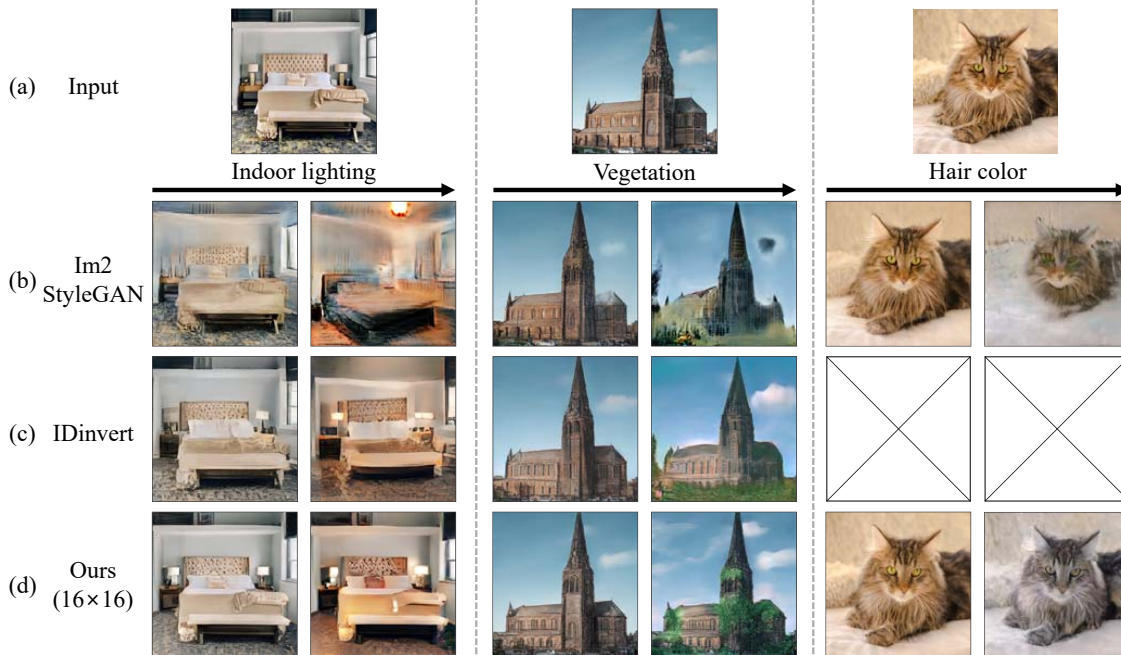 (a) Input
Indoor lighting
Vegetation
Hair color
(b) Im2
StyleGAN
(c) IDinvert
(d) Ours
(16×16)